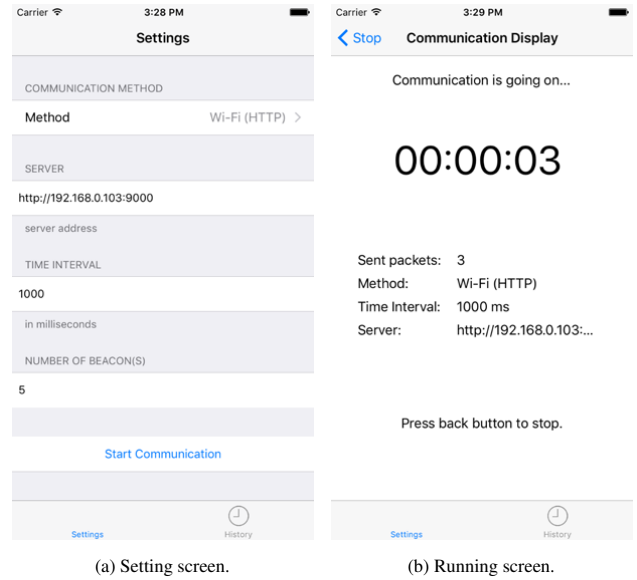 Carrier 3:28 PM
Settings
COMMUNICATION METHOD
Method Wi-Fi (HTTP)
SERVER
http://192.168.0.103:9000
server address
TIME INTERVAL
1000
in milliseconds
NUMBER OF BEACON(S)
5
Start Communication
Settings History
(a) Setting screen.
Carrier 3:29 PM
Stop Communication Display
Communication is going on...
00:00:03
Sent packets: 3
Method: Wi-Fi (HTTP)
Time Interval: 1000 ms
Server: http://192.168.0.103:...
Press back button to stop.
Settings History
(b) Running screen.